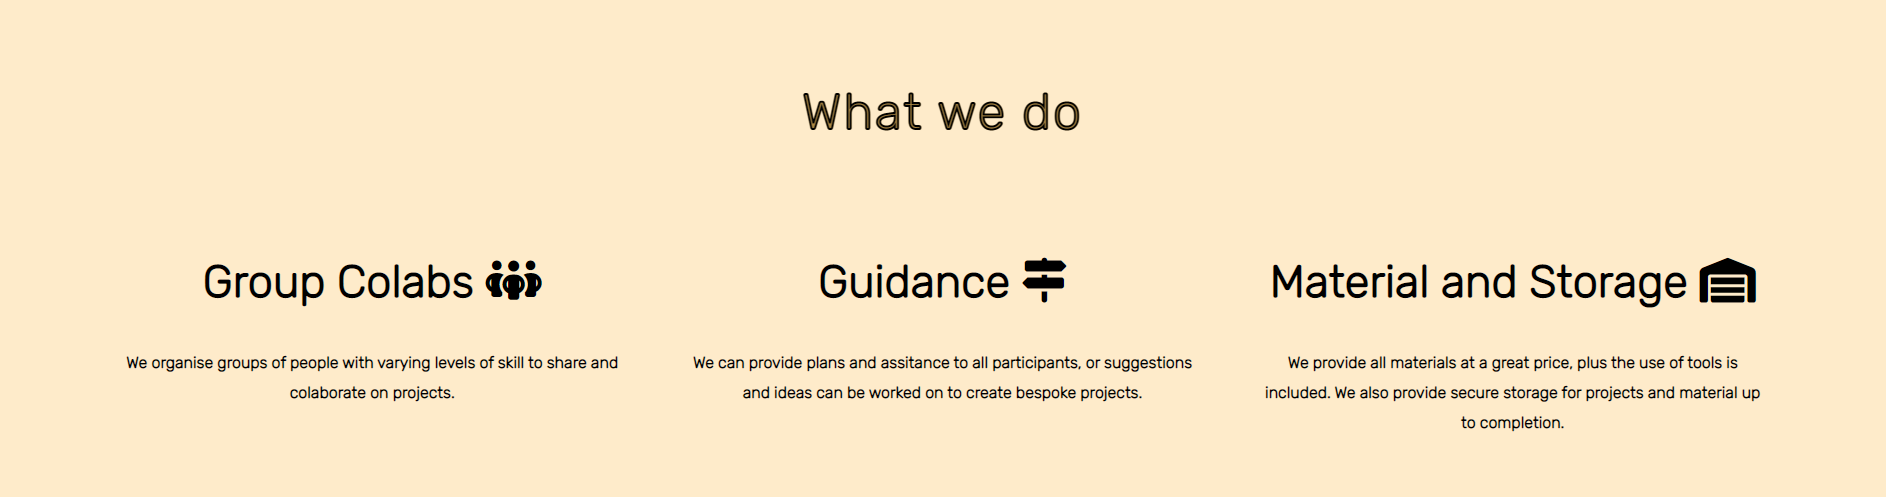 What we do
Group Colabs
We organise groups of people with varying levels of skill to share and
colaborate on projects.
Guidance
We can provide plans and assitance to all participants, or suggestions
and ideas can be worked on to create bespoke projects.
Material and Storage
We provide all materials at a great price, plus the use of tools is
included. We also provide secure storage for projects and material up
to completion.